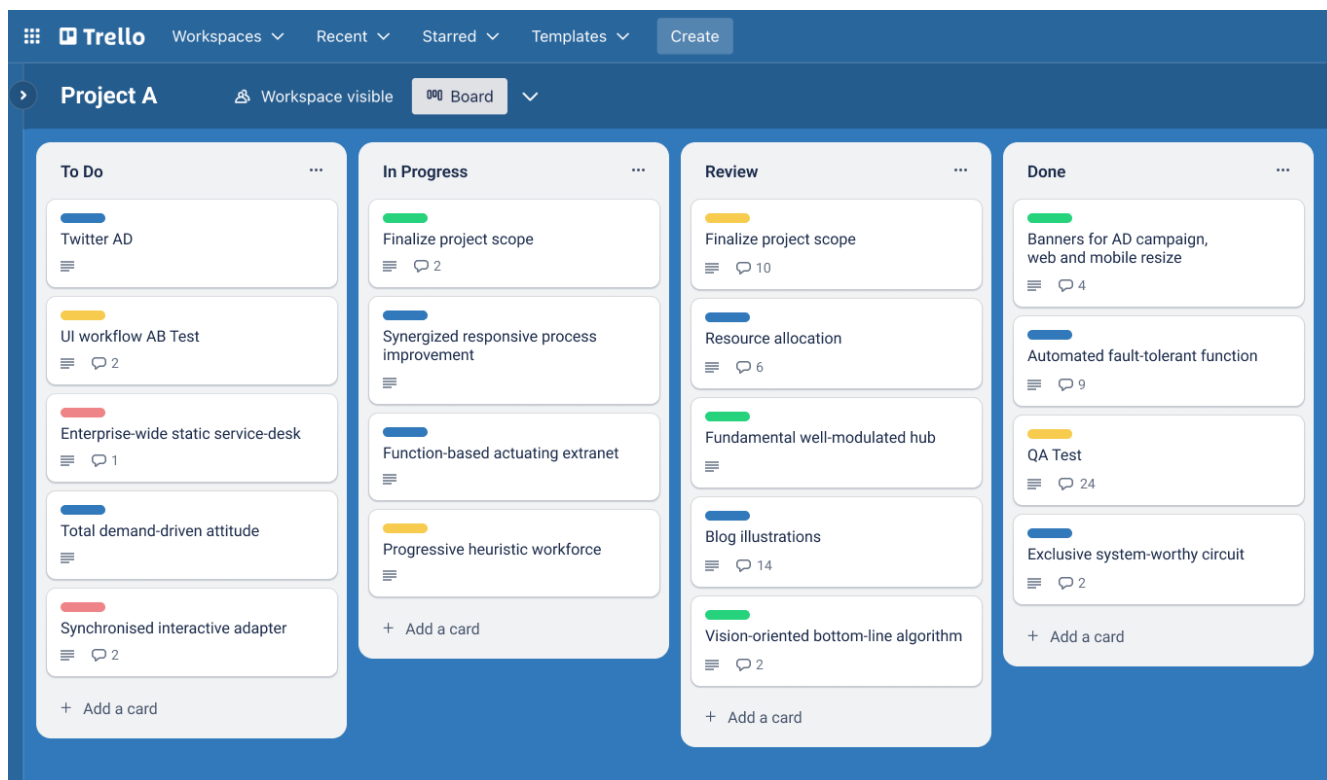 Trello
Workspaces
Recent
Starred
Templates
Create
Project A
Workspace visible
Board
To Do
Twitter AD
UI workflow AB Test
2
Enterprise-wide static service-desk
1
Total demand-driven attitude
Synchronised interactive adapter
2
+ Add a card
In Progress
Finalize project scope
2
Synergized responsive process
improvement
Function-based actuating extranet
Progressive heuristic workforce
+ Add a card
Review
Finalize project scope
10
Resource allocation
6
Fundamental well-modulated hub
Blog illustrations
14
Vision-oriented bottom-line algorithm
2
+ Add a card
Done
Banners for AD campaign,
web and mobile resize
4
Automated fault-tolerant function
9
QA Test
24
Exclusive system-worthy circuit
2
+ Add a card